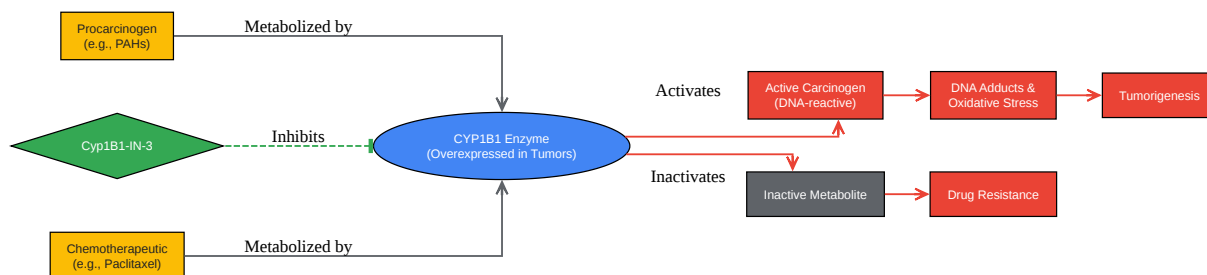 Procarcinogen
(e.g., PAHs)
Metabolized by
Activates
Active Carcinogen
(DNA-reactive)
DNA Adducts &
Oxidative Stress
Tumorigenesis
Cyp1B1-IN-3
Inhibits
CYP1B1 Enzyme
(Overexpressed in Tumors)
Inactivates
Inactive Metabolite
Drug Resistance
Chemotherapeutic
(e.g., Paclitaxel)
Metabolized by